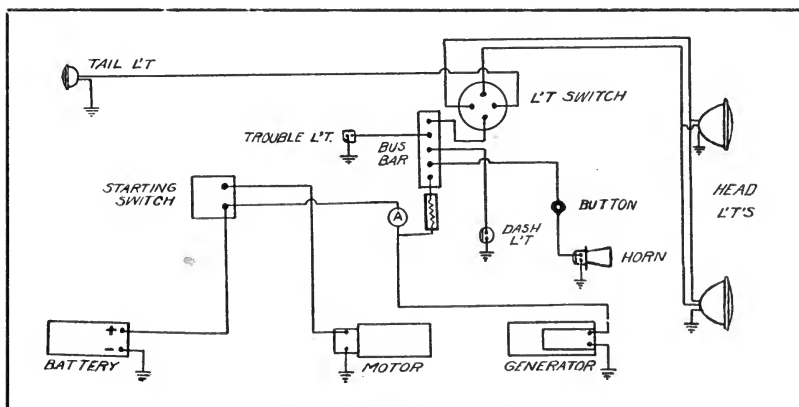 TAIL L'T
L'T SWITCH
TROUBLE L'T.
BUS
BAR
STARTING
SWITCH
A
BUTTON
HEAD
L'T'S
DASH
L'T
HORN
+
−
BATTERY
MOTOR
GENERATOR